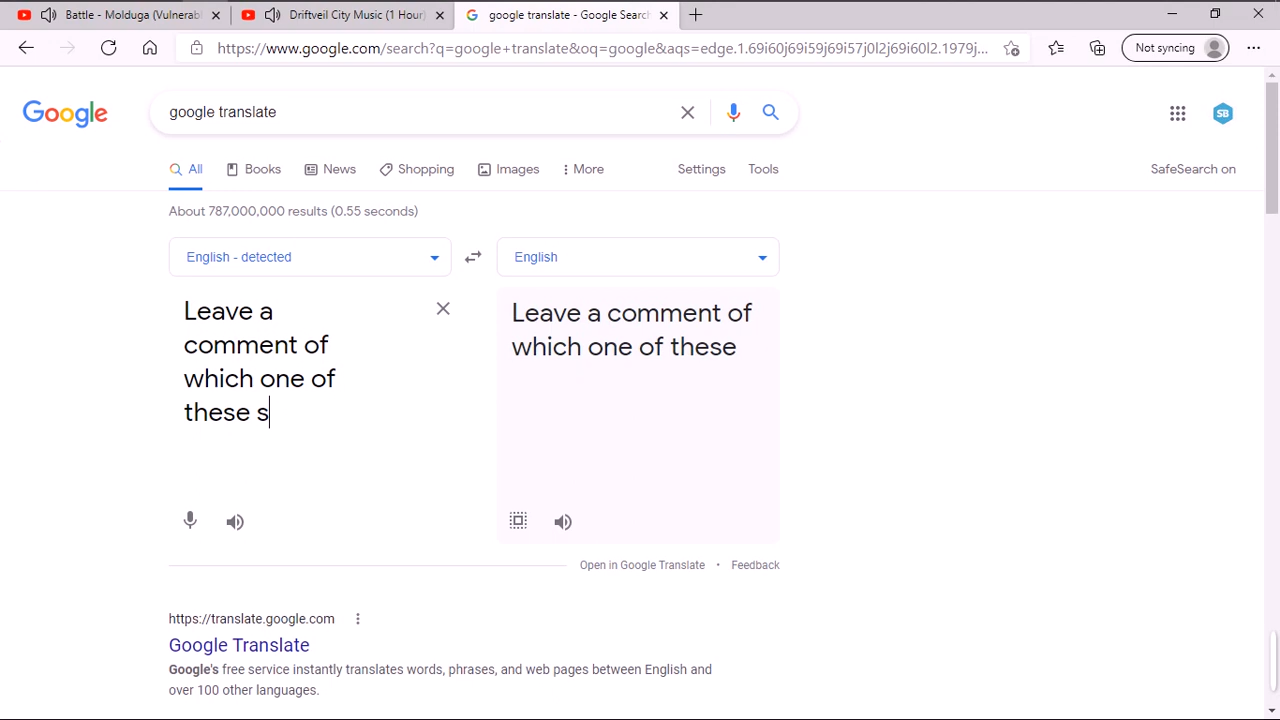 Battle - Molduga (Vulnerabl
Driftveil City Music (1 Hour)
google translate - Google Search
https://www.google.com/search?q=google+translate&oq=google&aqs=edge.1.69i60j69i59j69i57j0l2j69i60l2.1979j...
Not syncing
Google
google translate
SB
All
Books
News
Shopping
Images
More
Settings
Tools
SafeSearch on
About 787,000,000 results (0.55 seconds)
English - detected
English
Leave a
comment of
which one of
these s
Leave a comment of
which one of these
Open in Google Translate • Feedback
https://translate.google.com
Google Translate
Google's free service instantly translates words, phrases, and web pages between English and
over 100 other languages.